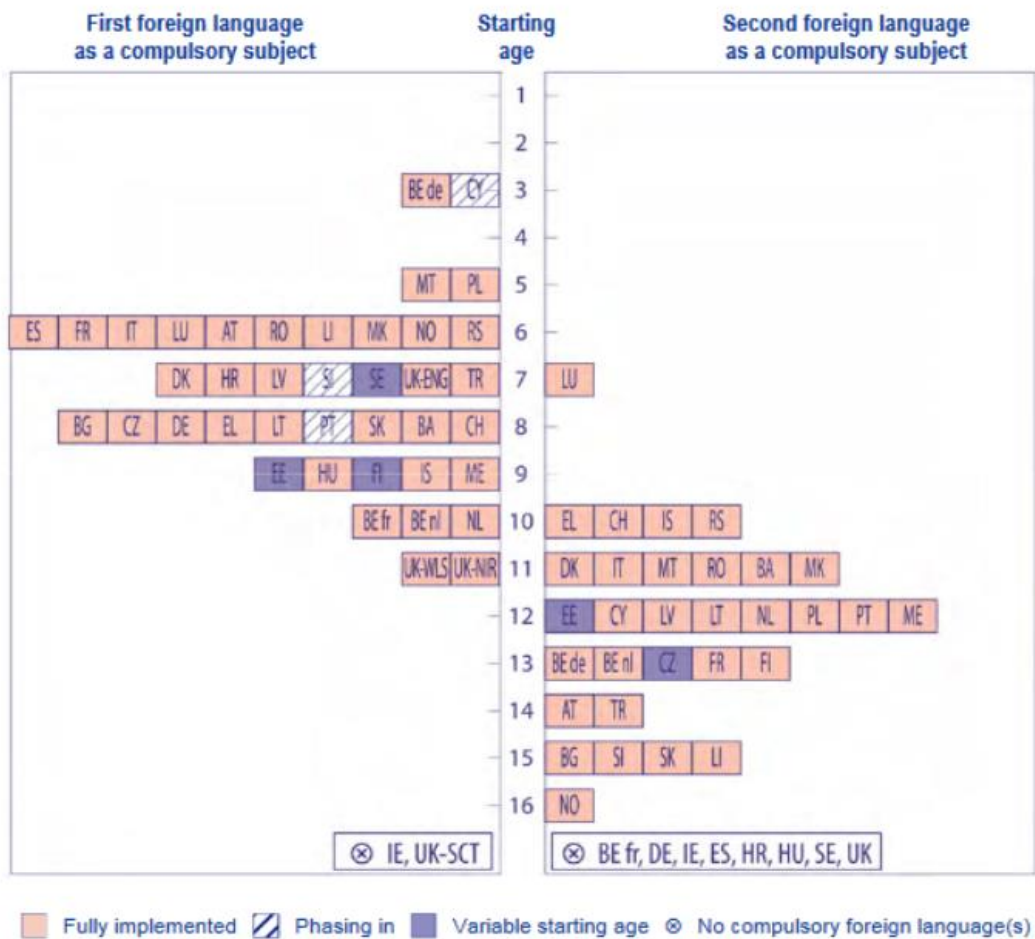 First foreign language as a compulsory subject
Starting age
Second foreign language as a compulsory subject
1
2
BE de CY 3
4
MT PL 5
ES FR IT LU AT RO LI MK NO RS 6
DK HR LV SI SE UK-ENG TR 7 LU
BG CZ DE EL LT PT SK BA CH 8
EE HU FI IS ME 9
BE fr BE nl NL 10 EL CH IS RS
UK-WLS UK-NIR 11 DK IT MT RO BA MK
12 EE CY LV LT NL PL PT ME
13 BE de BE nl CZ FR FI
14 AT TR
15 BG SI SK LI
16 NO
⊗ IE, UK-SCT
⊗ BE fr, DE, IE, ES, HR, HU, SE, UK
Fully implemented Phasing in Variable starting age ⊗ No compulsory foreign language(s)